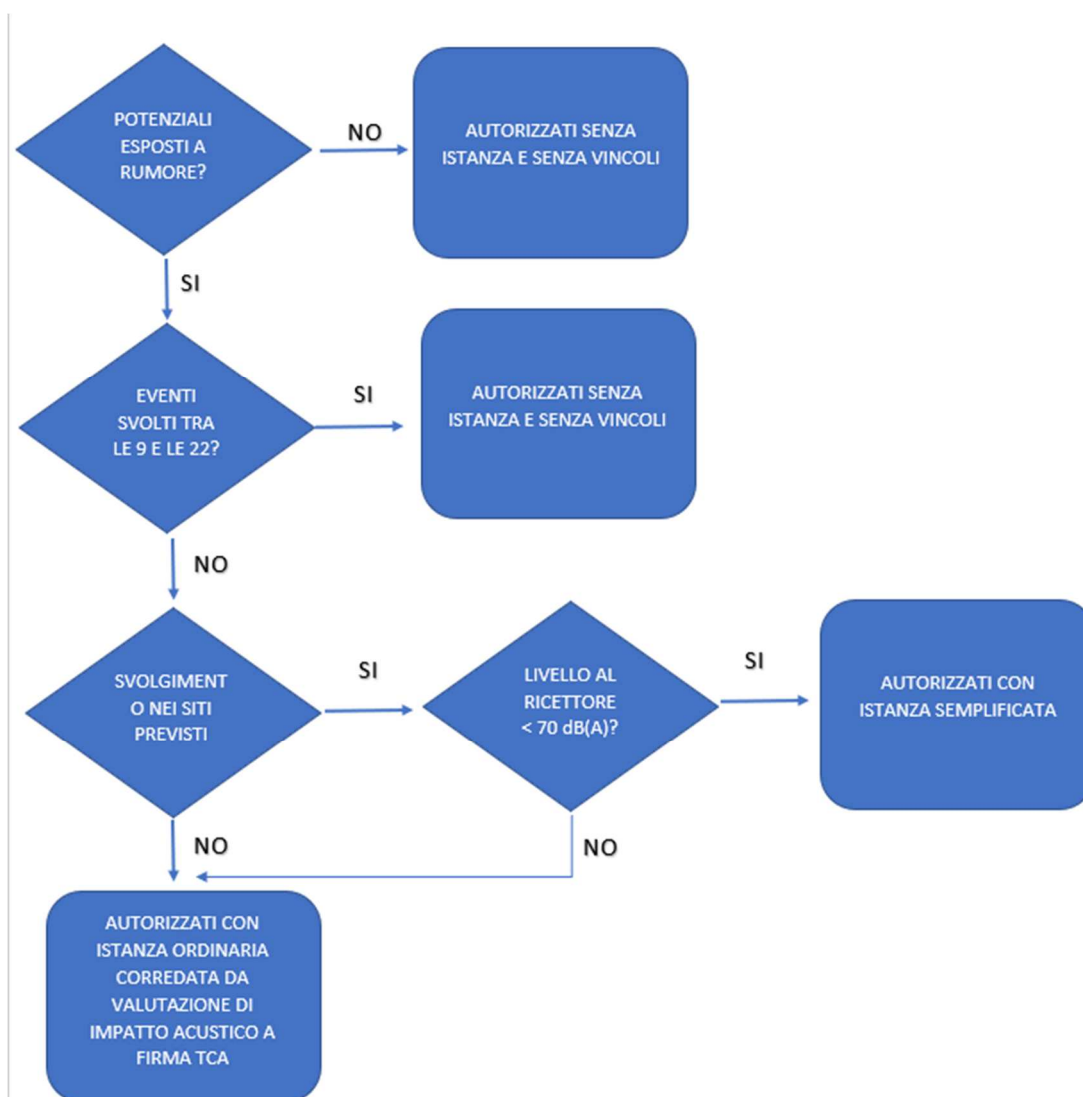 POTENZIALI
ESPOSTI A
RUMORE?
NO
AUTORIZZATI SENZA
ISTANZA E SENZA VINCOLI
SI
EVENTI
SVOLTI TRA
LE 9 E LE 22?
SI
AUTORIZZATI SENZA
ISTANZA E SENZA VINCOLI
NO
SVOLGIMENT
O NEI SITI
PREVISTI
SI
LIVELLO AL
RICETTORE
< 70 dB(A)?
SI
AUTORIZZATI CON
ISTANZA SEMPLIFICATA
NO
NO
AUTORIZZATI CON
ISTANZA ORDINARIA
CORREDATA DA
VALUTAZIONE DI
IMPATTO ACUSTICO A
FIRMA TCA